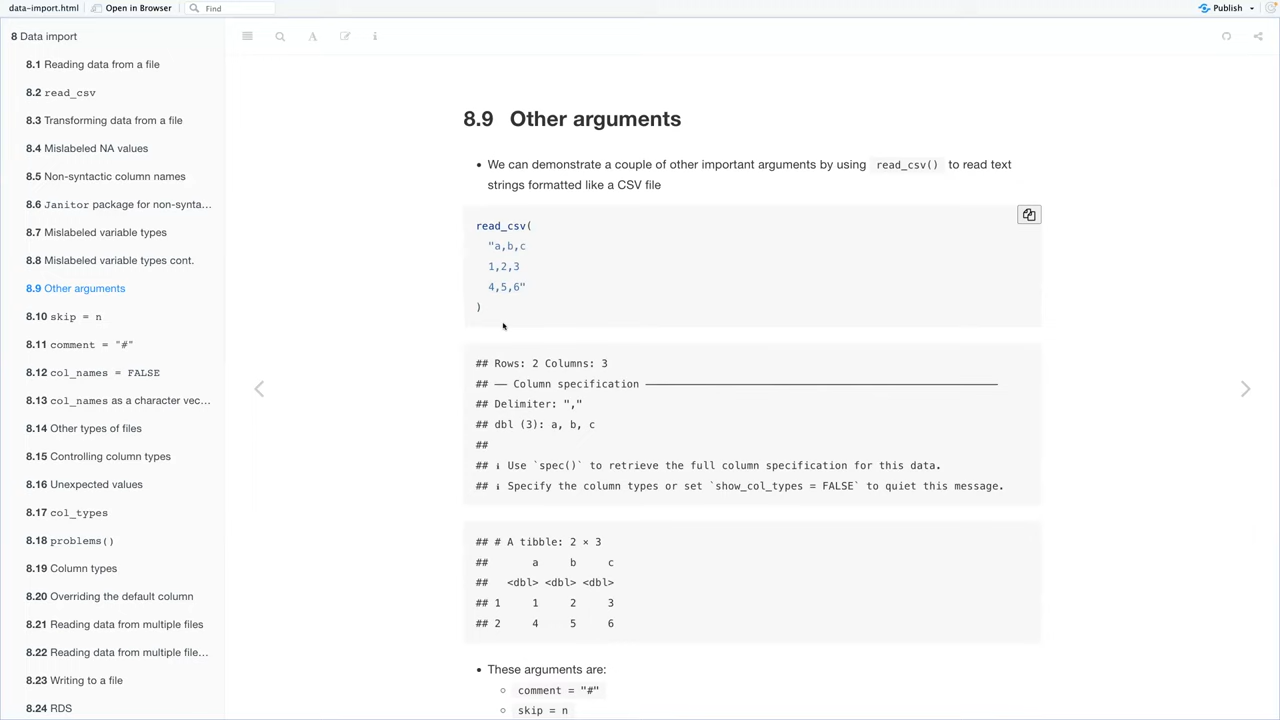 data-import.html
Open in Browser
Find
Publish
8 Data import
8.1 Reading data from a file
8.2 read_csv
8.3 Transforming data from a file
8.4 Mislabeled NA values
8.5 Non-syntactic column names
8.6 Janitor package for non-synta...
8.7 Mislabeled variable types
8.8 Mislabeled variable types cont.
8.9 Other arguments
8.10 skip = n
8.11 comment = "#"
8.12 col_names = FALSE
8.13 col_names as a character vec...
8.14 Other types of files
8.15 Controlling column types
8.16 Unexpected values
8.17 col_types
8.18 problems()
8.19 Column types
8.20 Overriding the default column
8.21 Reading data from multiple files
8.22 Reading data from multiple file...
8.23 Writing to a file
8.24 RDS
8.9 Other arguments
• We can demonstrate a couple of other important arguments by using read_csv() to read text
strings formatted like a CSV file
read_csv(
"a,b,c
1,2,3
4,5,6"
)
## Rows: 2 Columns: 3
## ── Column specification ────────────────────────────────────────────────────────
## Delimiter: ","
## dbl (3): a, b, c
##
## ℹ Use `spec()` to retrieve the full column specification for this data.
## ℹ Specify the column types or set `show_col_types = FALSE` to quiet this message.
## # A tibble: 2 × 3
## a b c
## <dbl> <dbl> <dbl>
## 1 1 2 3
## 2 4 5 6
• These arguments are:
○ comment = "#"
○ skip = n